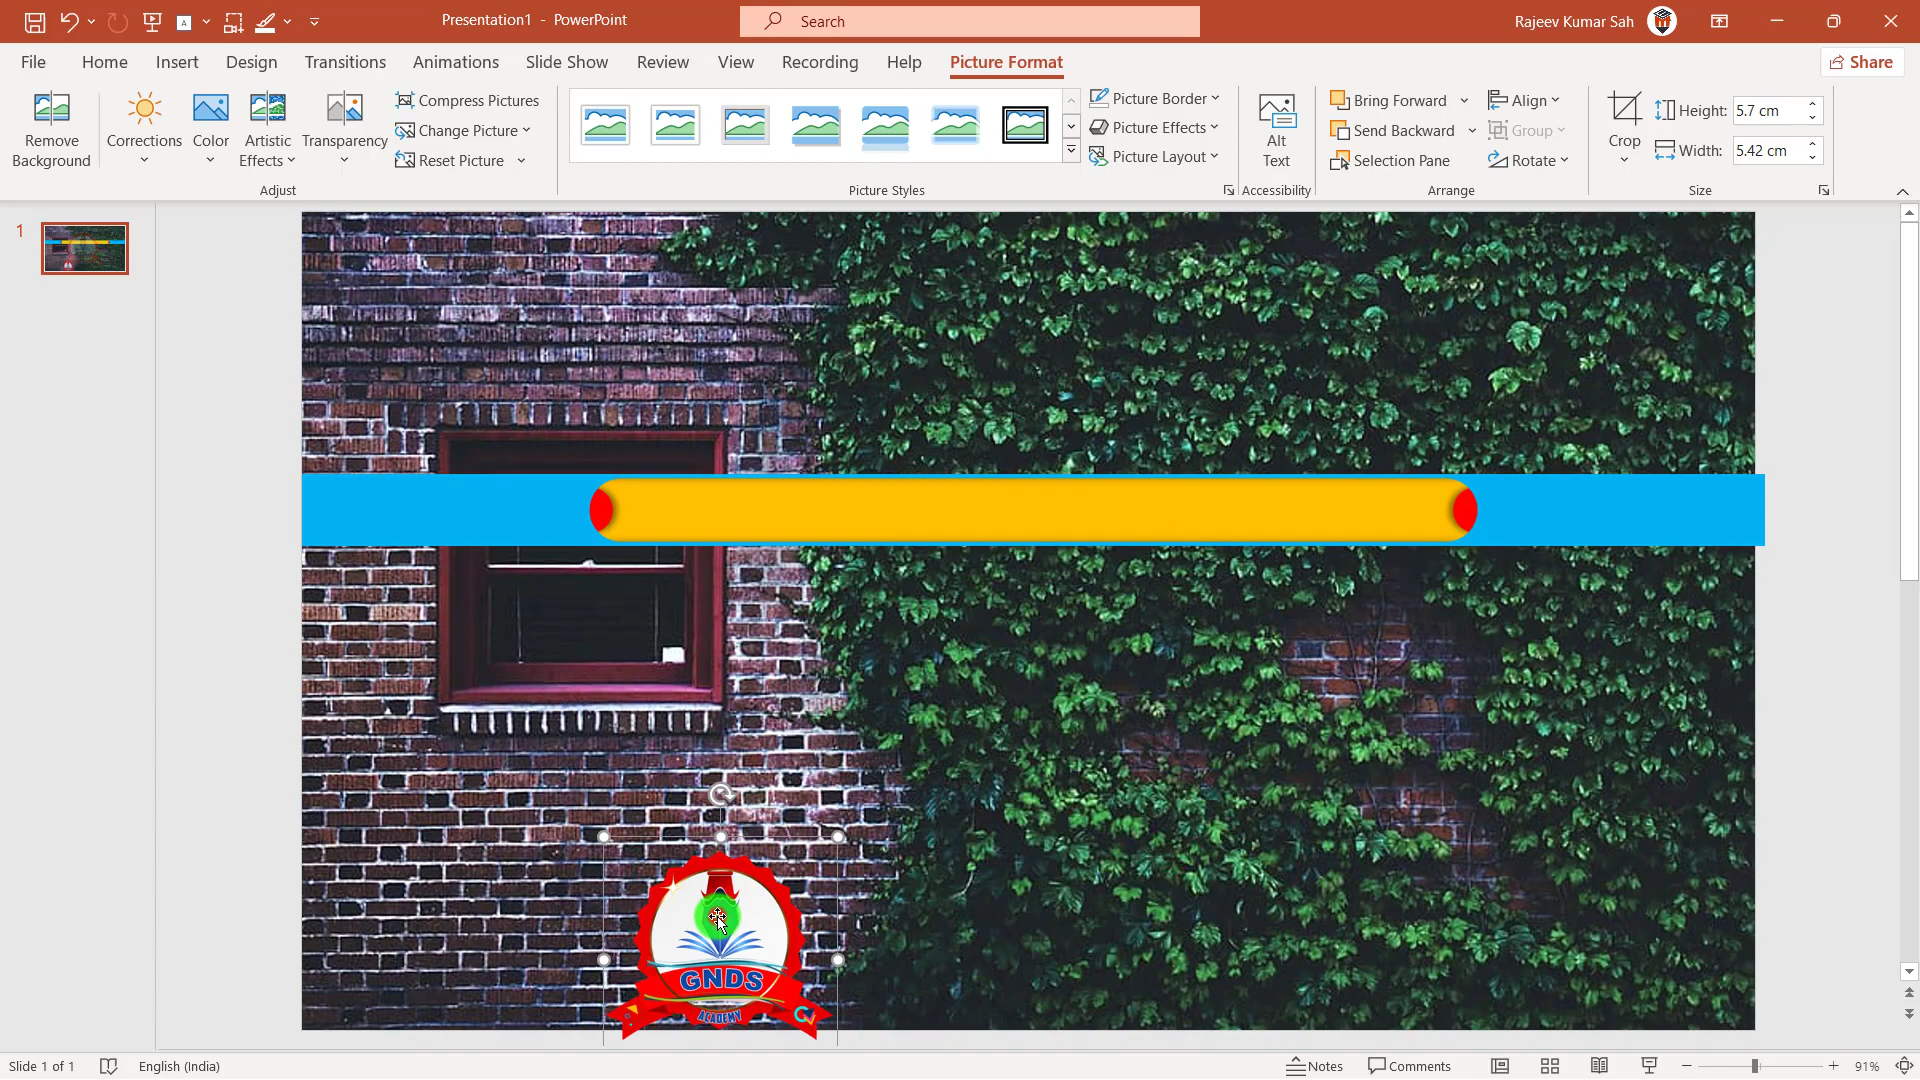 Presentation1 - PowerPoint
Search
Rajeev Kumar Sah
File Home Insert Design Transitions Animations Slide Show Review View Recording Help Picture Format
Share
Remove Background
Corrections
Color
Artistic Effects
Transparency
Compress Pictures
Change Picture
Reset Picture
Adjust
Picture Border
Picture Effects
Picture Layout
Picture Styles
Alt Text
Accessibility
Bring Forward
Send Backward
Selection Pane
Align
Group
Rotate
Arrange
Crop
Height: 5.7 cm
Width: 5.42 cm
Size
1
GNDS
ACADEMY
Slide 1 of 1
English (India)
Notes
Comments
91%